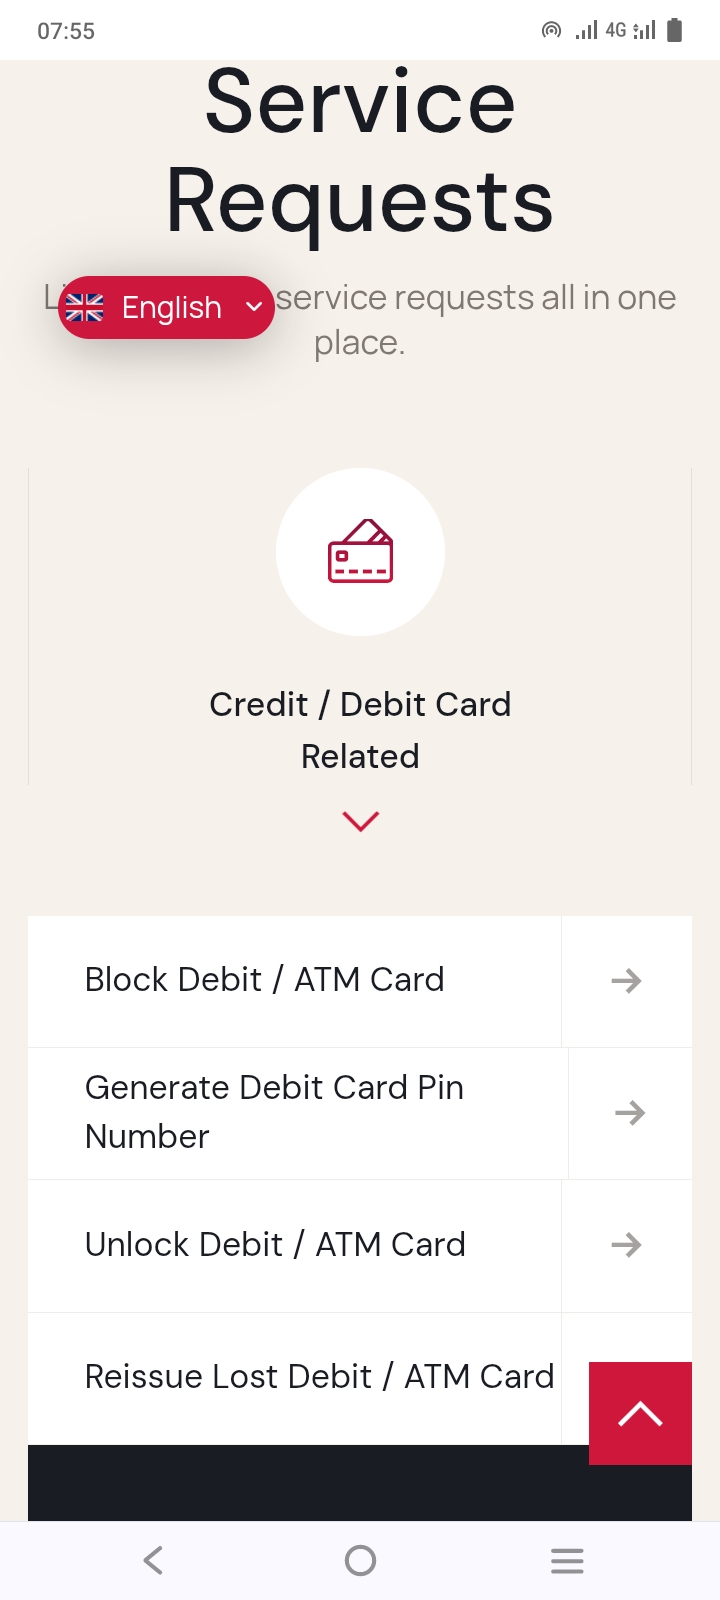 07:55
4G
Service
Requests
English
service requests all in one
place.
Credit / Debit Card
Related
Block Debit / ATM Card
Generate Debit Card Pin
Number
Unlock Debit / ATM Card
Reissue Lost Debit / ATM Card